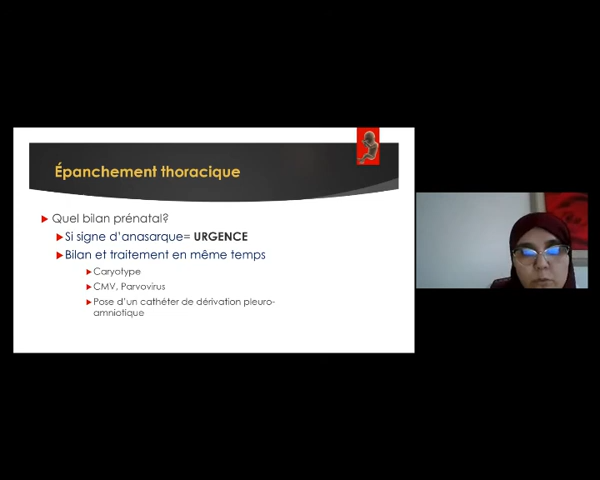 Épanchement thoracique
Quel bilan prénatal?
Si signe d'anasarque= URGENCE
Bilan et traitement en même temps
Caryotype
CMV, Parvovirus
Pose d'un cathéter de dérivation pleuro-
amniotique